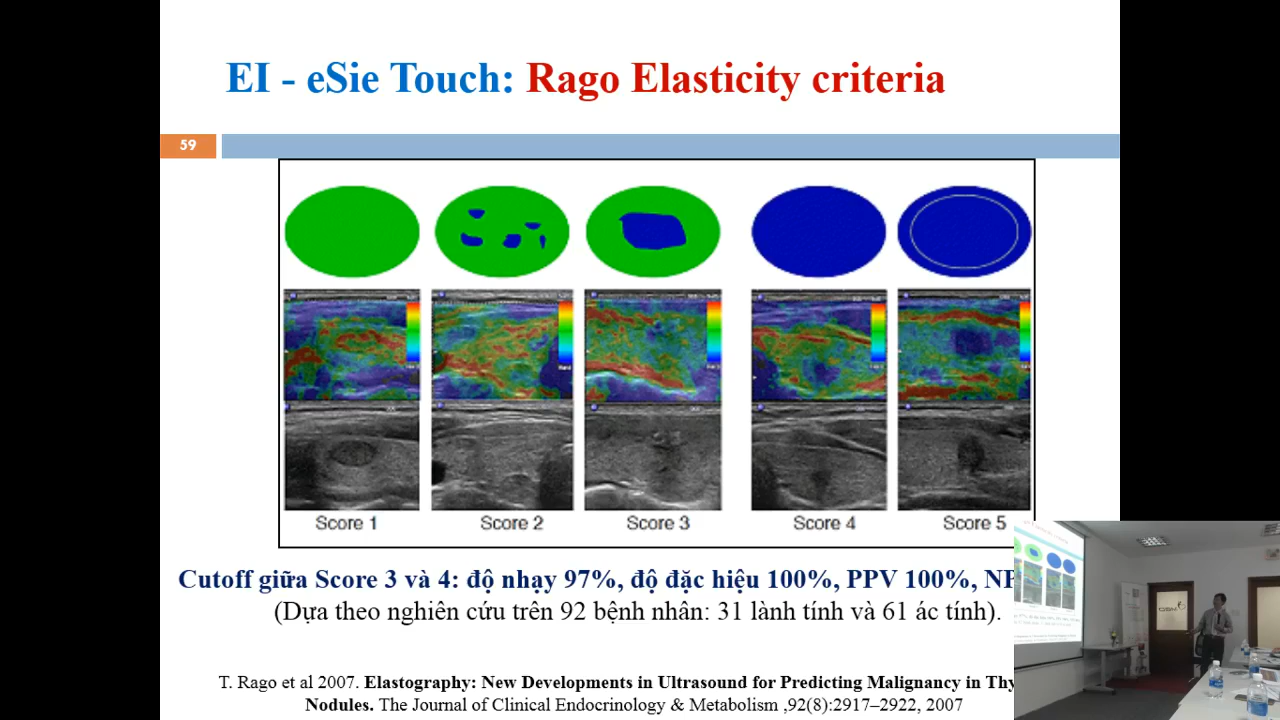 EI - eSie Touch: Rago Elasticity criteria
59
Score 1
Score 2
Score 3
Score 4
Score 5
Cutoff giữa Score 3 và 4: độ nhạy 97%, độ đặc hiệu 100%, PPV 100%,
(Dựa theo nghiên cứu trên 92 bệnh nhân: 31 lành tính và 61 ác tính).
T. Rago et al 2007. Elastography: New Developments in Ultrasound for Predicting Malignancy in
Nodules. The Journal of Clinical Endocrinology & Metabolism ,92(8):2917–2922, 2007